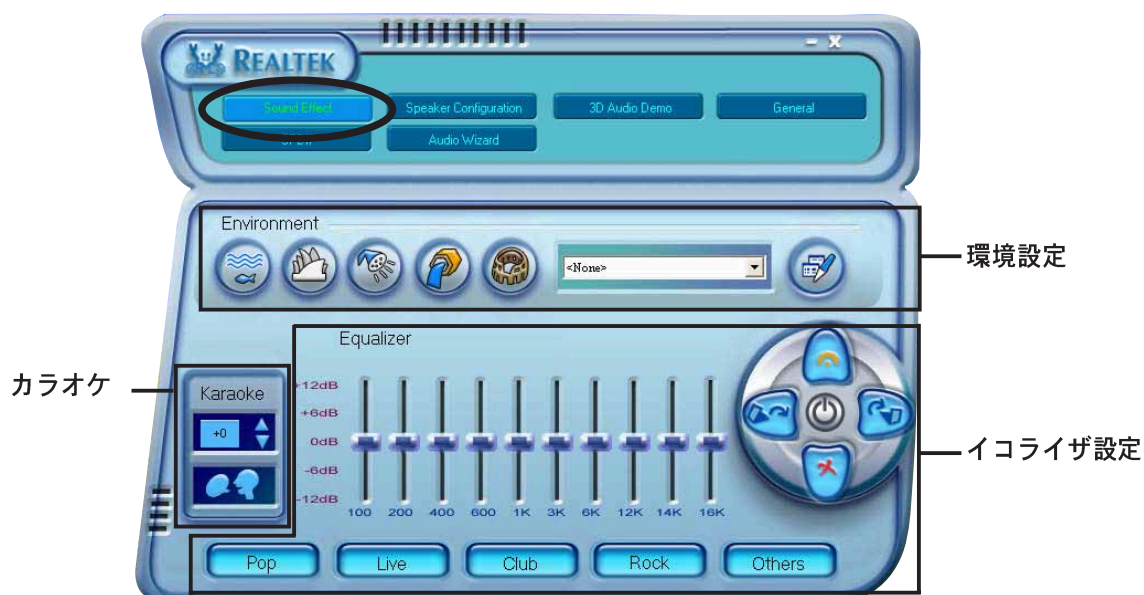 REALTEK
Sound Effect
Speaker Configuration
3D Audio Demo
General
Audio Wizard
Environment
<None>
環境設定
Equalizer
カラオケ
Karaoke
+0
+12dB
+6dB
0dB
-6dB
-12dB
100 200 400 600 1K 3K 6K 12K 14K 16K
イコライザ設定
Pop Live Club Rock Others